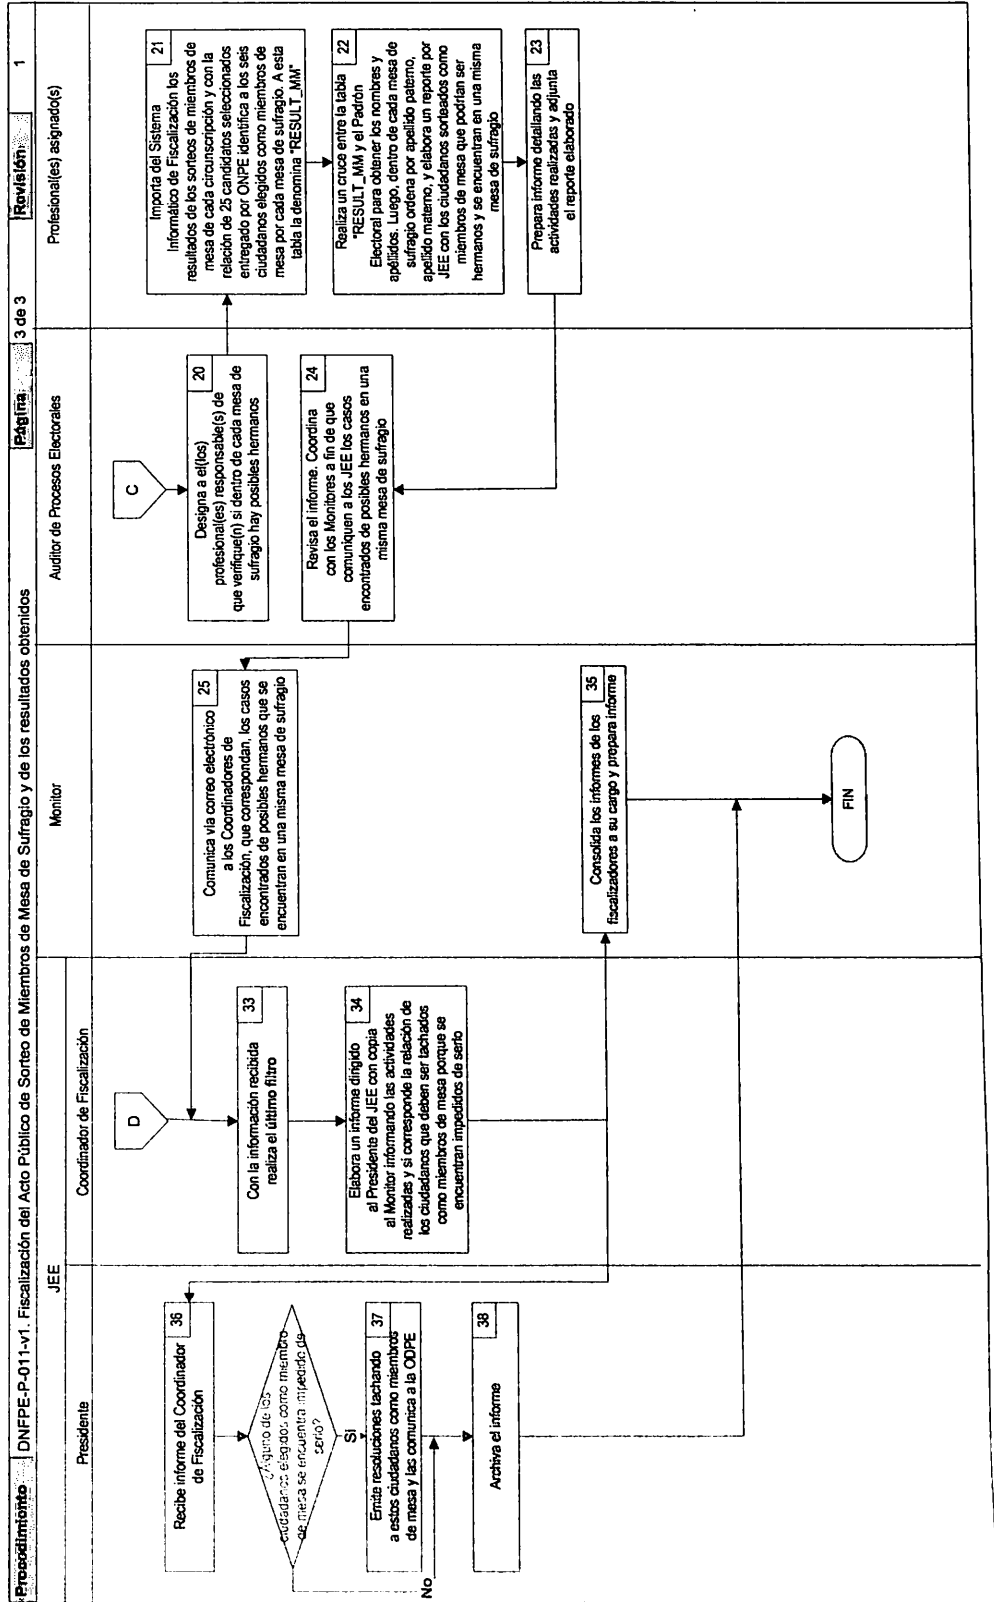 Procedimiento
DNFPE-P-011-v1. Fiscalización del Acto Público de Sorteo de Miembros de Mesa de Sufragio y de los resultados obtenidos
Página
3 de 3
Revisión
1
JEE
Presidente
Coordinador de Fiscalización
Monitor
Auditor de Procesos Electorales
Profesional(es) asignado(s)
C
20
Designa a el(los)
profesional(es) responsable(s) de
que verifique(n) si dentro de cada mesa de
sufragio hay posibles hermanos
21
Importa del Sistema
Informático de Fiscalización los
resultados de los sorteos de miembros de
mesa de cada circunscripción y con la
relación de 25 candidatos seleccionados
entregado por ONPE identifica a los seis
ciudadanos elegidos como miembros de
mesa por cada mesa de sufragio. A esta
tabla la denomina "RESULT_MM"
22
Realiza un cruce entre la tabla
"RESULT_MM y el Padrón
Electoral para obtener los nombres y
apéllidos. Luego, dentro de cada mesa de
sufragio ordena por apellido paterno,
apellido materno, y elabora un reporte por
JEE con los ciudadanos sorteados como
miembros de mesa que podrían ser
hermanos y se encuentran en una misma
mesa de sufragio
23
Prepara informe detallando las
actividades realizadas y adjunta
el reporte elaborado
24
Revisa el informe. Coordina
con los Monitores a fin de que
comuniquen a los JEE los casos
encontrados de posibles hermanos en una
misma mesa de sufragio
25
Comunica vía correo electrónico
a los Coordinadores de
Fiscalización, que correspondan, los casos
encontrados de posibles hermanos que se
encuentran en una misma mesa de sufragio
D
33
Con la información recibida
realiza el último filtro
34
Elabora un informe dirigido
al Presidente del JEE con copia
al Monitor informando las actividades
realizadas y si corresponde la relación de
los ciudadanos que deben ser tachados
como miembros de mesa porque se
encuentran impedidos de serlo
35
Consolida los informes de los
fiscalizadores a su cargo y prepara informe
36
Recibe informe del Coordinador
de Fiscalización
¿Alguno de los
ciudadanos elegidos como miembro
de mesa se encuentra impedido de
serlo?
Si
No
37
Emite resoluciones tachando
a estos ciudadanos como miembros
de mesa y las comunica a la ODPE
38
Archiva el informe
FIN